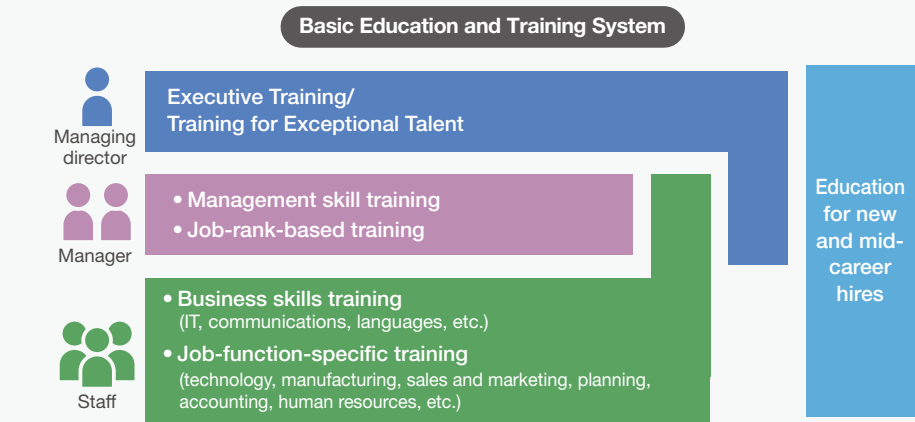 Basic Education and Training System
Managing
director
Executive Training/
Training for Exceptional Talent
Manager
• Management skill training
• Job-rank-based training
Staff
• Business skills training
(IT, communications, languages, etc.)
• Job-function-specific training
(technology, manufacturing, sales and marketing, planning,
accounting, human resources, etc.)
Education
for new
and mid-
career
hires